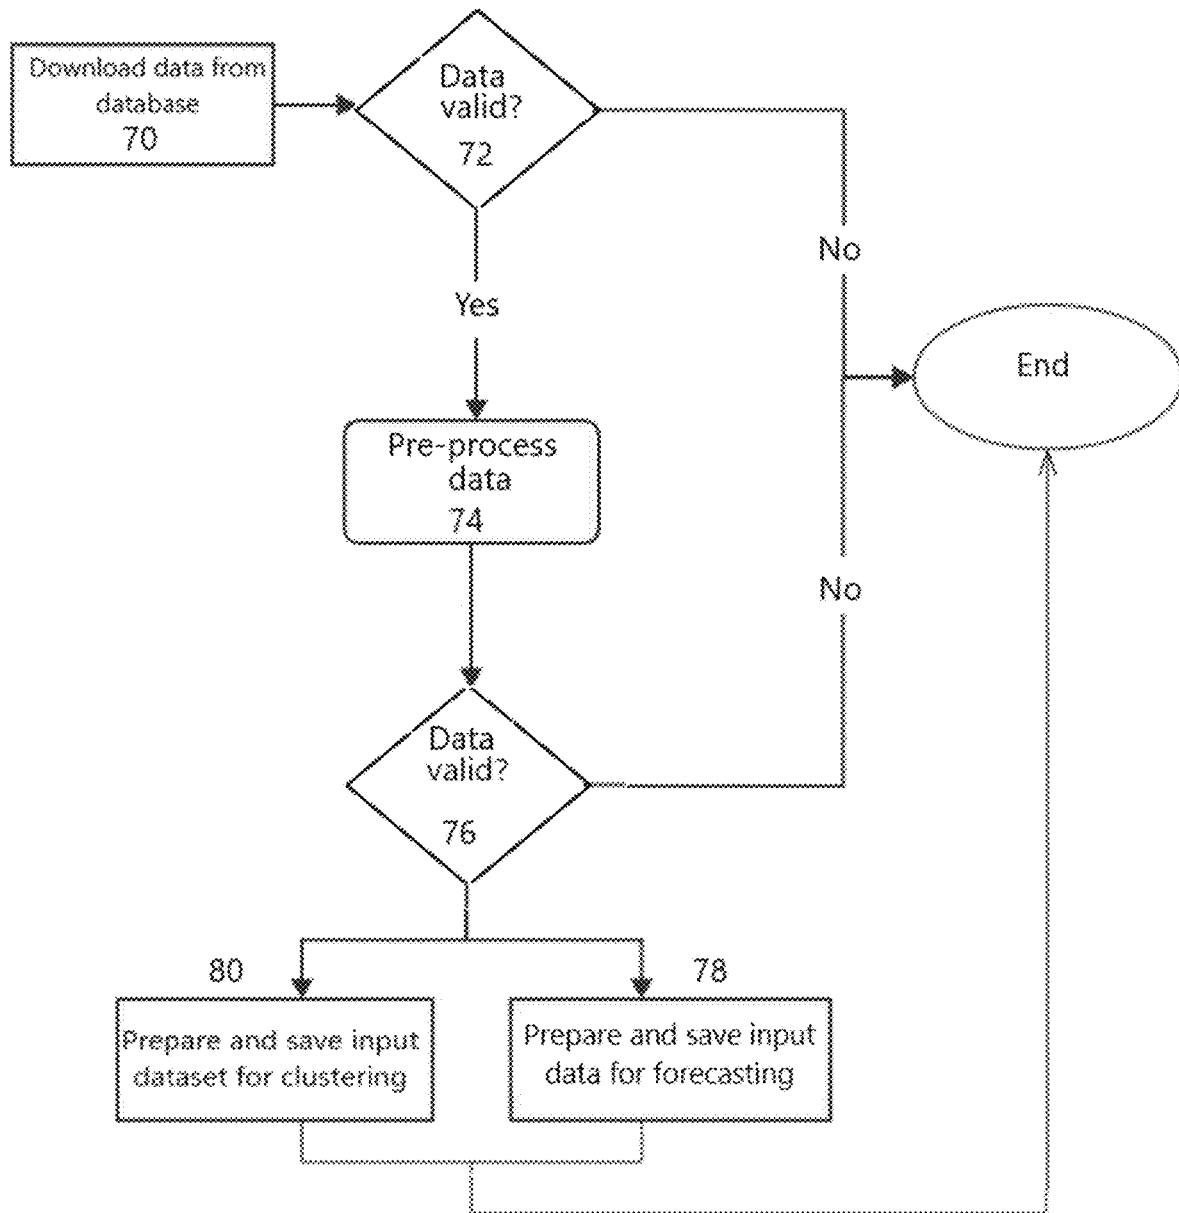 Download data from
database
70
Data
valid?
72
No
Yes
End
Pre-process
data
74
No
Data
valid?
76
80
78
Prepare and save input
dataset for clustering
Prepare and save input
data for forecasting